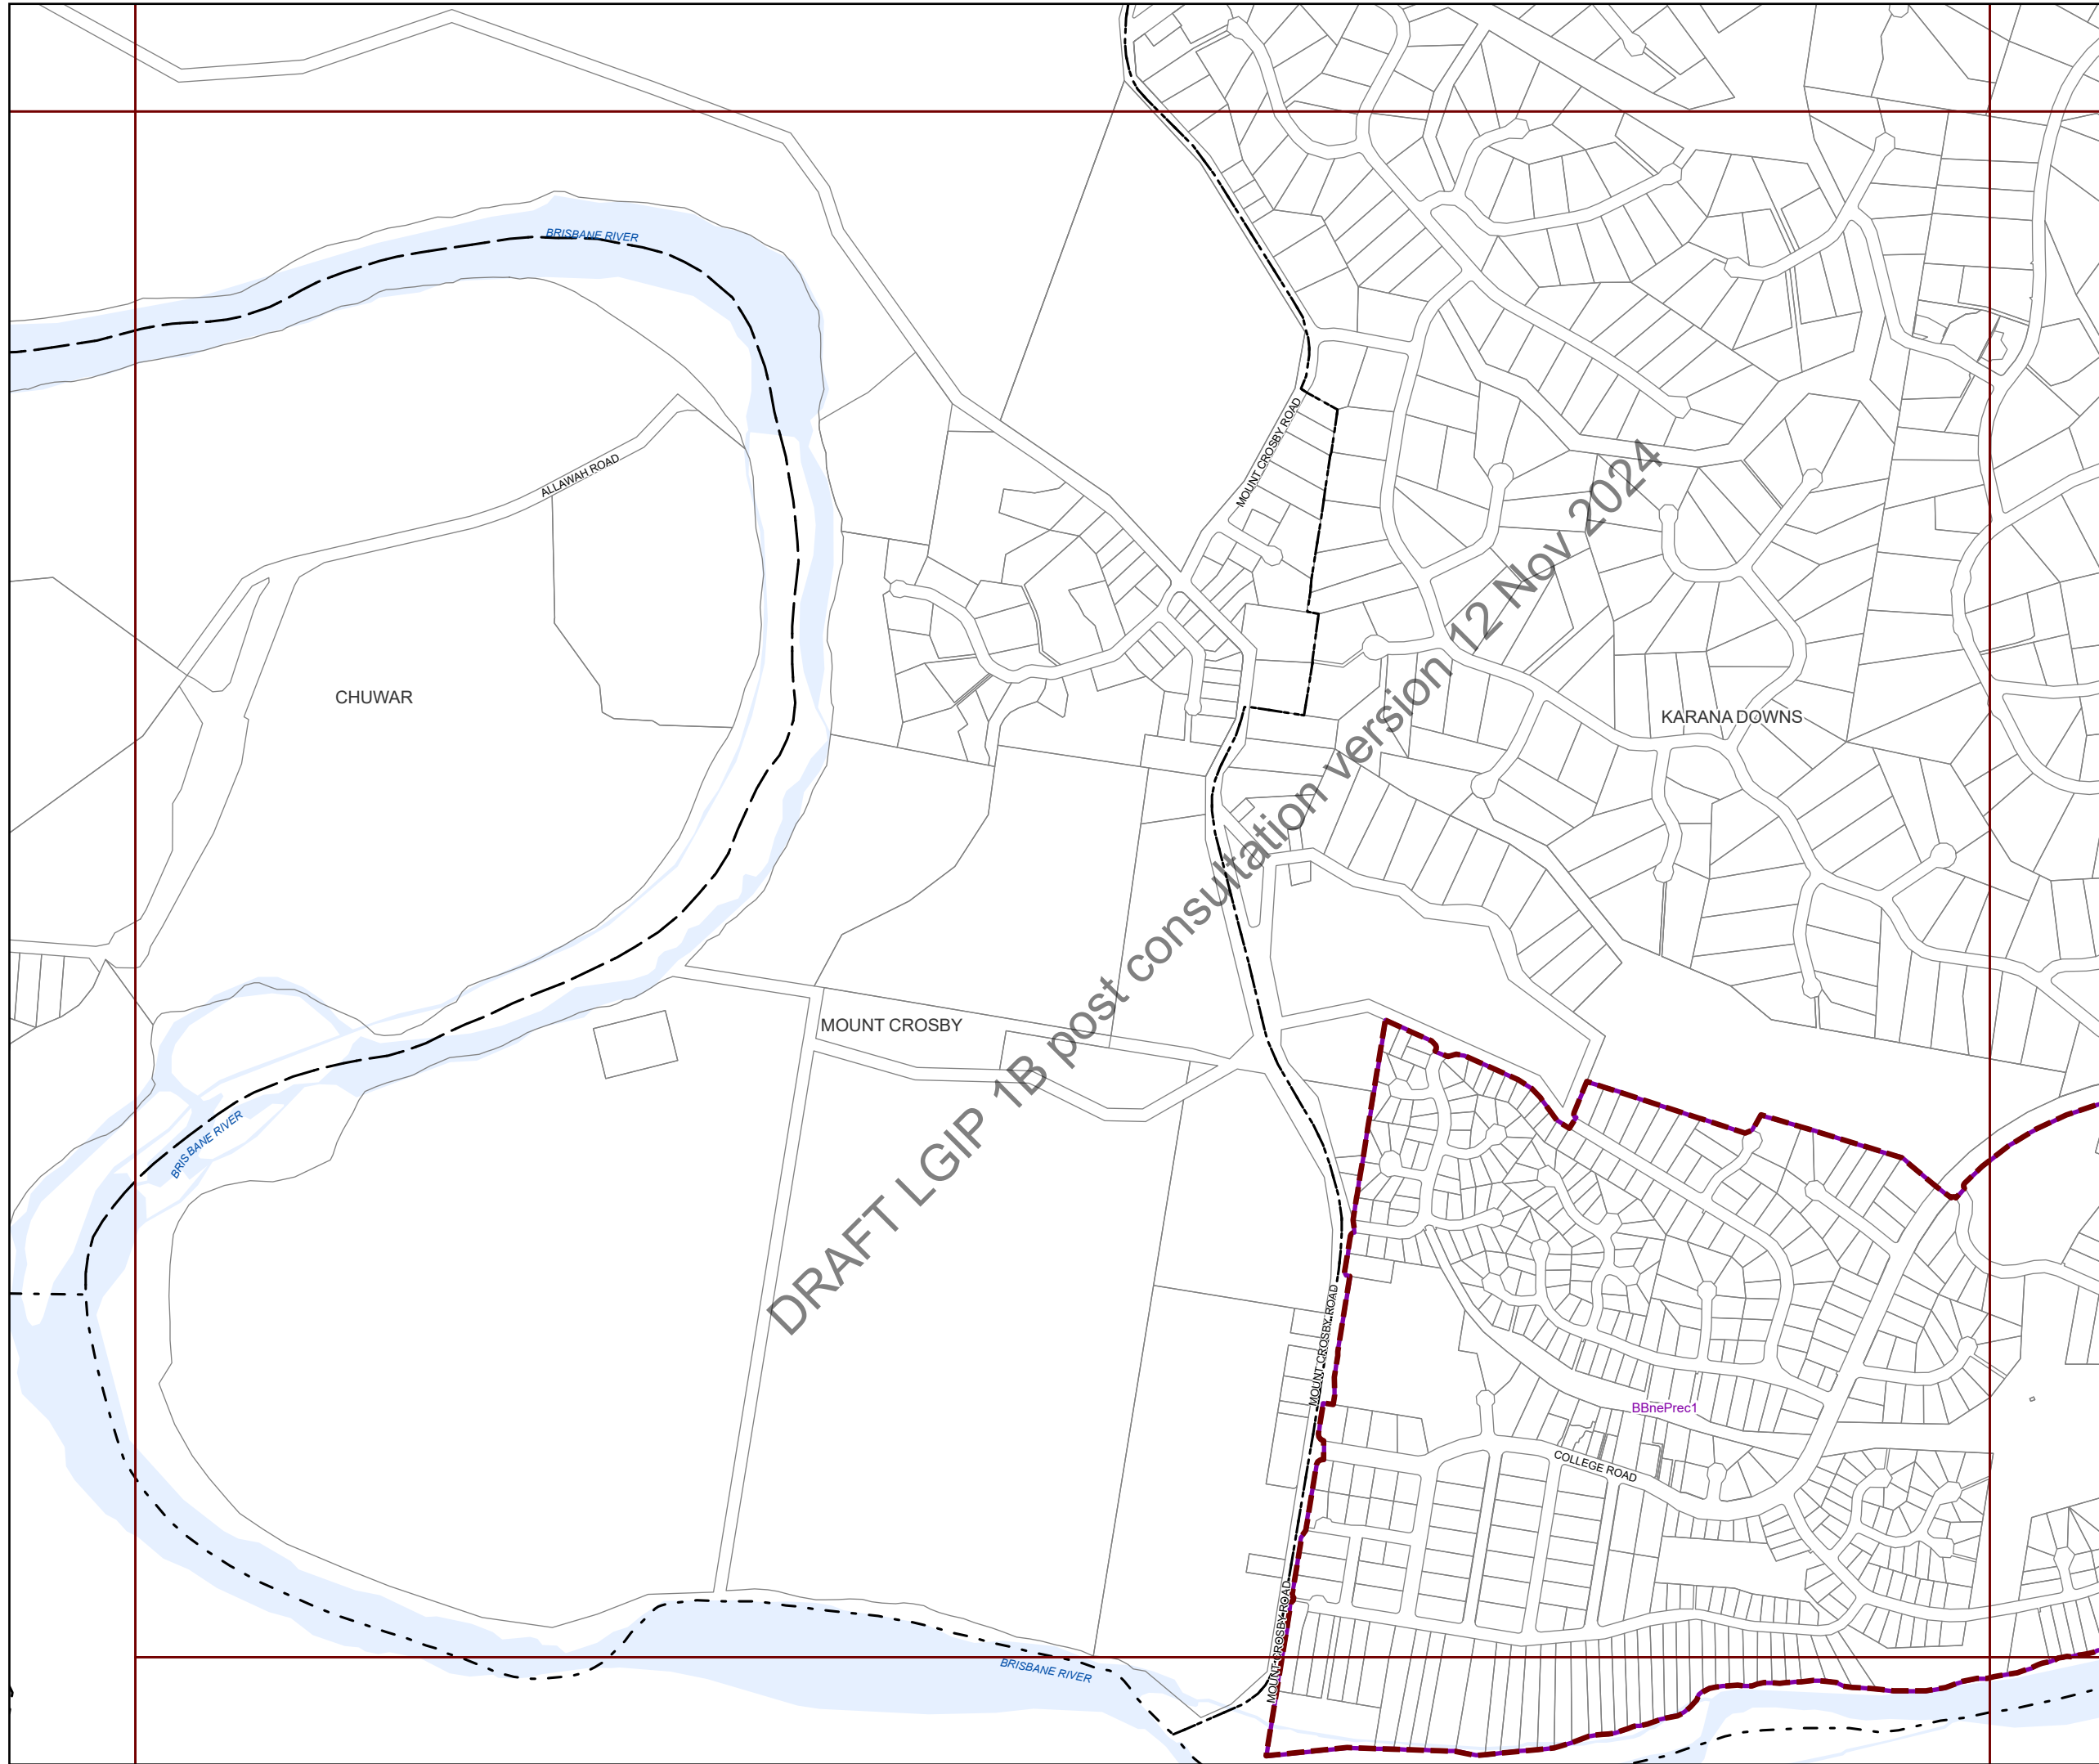 BRISBANE RIVER
MOUNT CROSBY ROAD
ALLAWAH ROAD
CHUWAR
KARANA DOWNS
DRAFT LGIP 1B post consultation version 12 Nov 2024
MOUNT CROSBY
BRISBANE RIVER
MOUNT CROSBY ROAD
BBnePrec1
COLLEGE ROAD
MOUNT CROSBY ROAD
BRISBANE RIVER